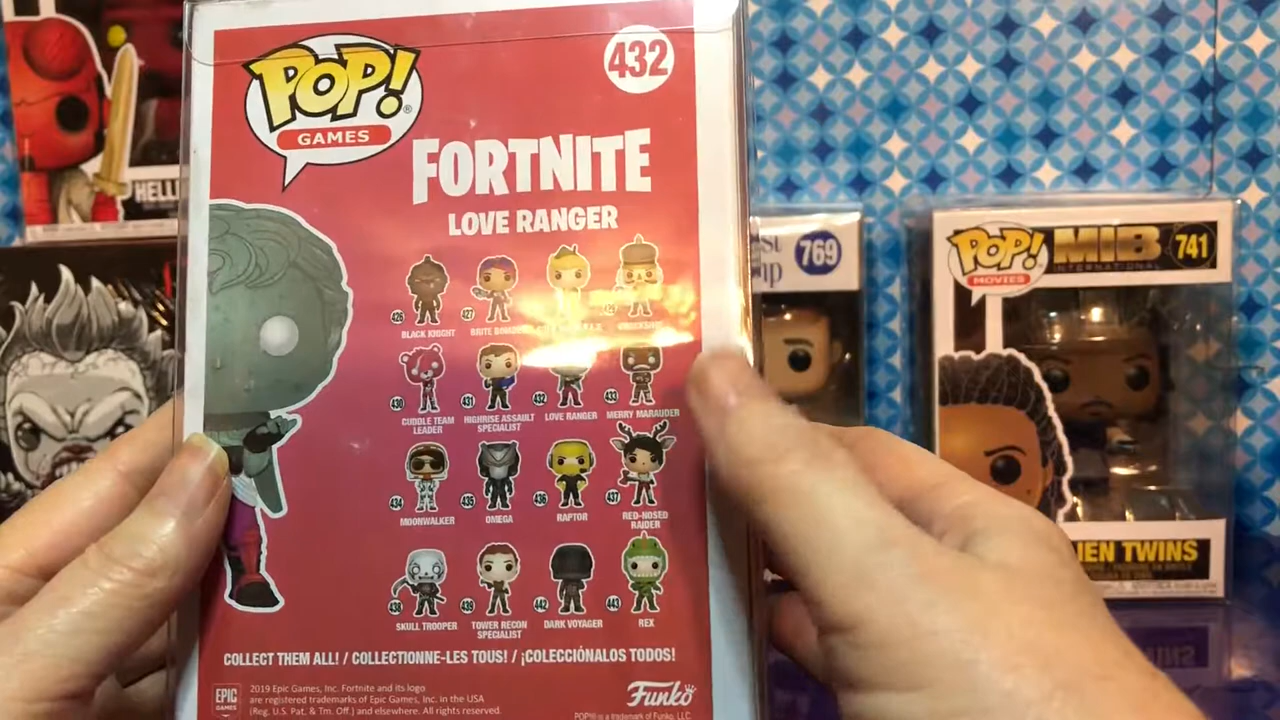 POP!
GAMES
432
FORTNITE
LOVE RANGER
426
BLACK KNIGHT
427
BRITE
430
CUDDLE TEAM
LEADER
431
HIGHRISE ASSAULT
SPECIALIST
432
LOVE RANGER
433
MERRY MARAUDER
434
MOONWALKER
435
OMEGA
436
RAPTOR
437
RED-NOSED
RAIDER
438
SKULL TROOPER
439
TOWER RECON
SPECIALIST
442
DARK VOYAGER
443
REX
COLLECT THEM ALL! / COLLECTIONNE-LES TOUS! / ¡COLECCIÓNALOS TODOS!
EPIC
GAMES
2019 Epic Games, Inc. Fortnite and its logo
are registered trademarks of Epic Games, Inc. in the USA
(Reg. U.S. Pat. & Tm. Off.) and elsewhere. All rights reserved.
Funko
POP!® is a trademark of Funko, LLC.
HELL
769
POP!
MOVIES
MIB
INTERNATIONAL
741
IEN TWINS